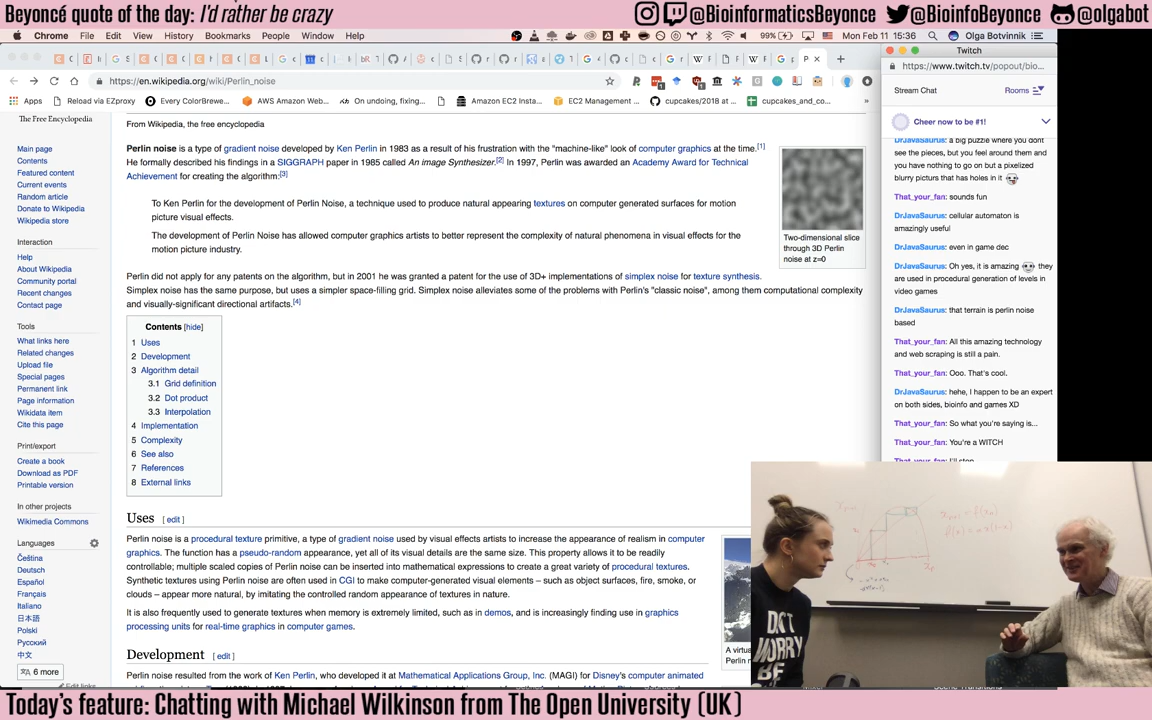 Beyoncé quote of the day: I'd rather be crazy
@BioinformaticsBeyonce @BioinfoBeyonce @olgabot
Chrome File Edit View History Bookmarks People Window Help
99% Mon Feb 11 15:36 Olga Botvinnik
Twitch
https://en.wikipedia.org/wiki/Perlin_noise
https://www.twitch.tv/popout/bio...
Apps Reload via EZproxy Every ColorBrewe... AWS Amazon Web... On undoing, fixing... Amazon EC2 Insta... EC2 Management ... cupcakes/2018 at ... cupcakes_and_co... »
Stream Chat Rooms
Cheer now to be #1!
The Free Encyclopedia
Main page
Contents
Featured content
Current events
Random article
Donate to Wikipedia
Wikipedia store
Interaction
Help
About Wikipedia
Community portal
Recent changes
Contact page
Tools
What links here
Related changes
Upload file
Special pages
Permanent link
Page information
Wikidata item
Cite this page
Print/export
Create a book
Download as PDF
Printable version
In other projects
Wikimedia Commons
Languages
Čeština
Deutsch
Español
Français
Italiano
日本語
Polski
Русский
中文
6 more
Edit links
From Wikipedia, the free encyclopedia
Perlin noise is a type of gradient noise developed by Ken Perlin in 1983 as a result of his frustration with the "machine-like" look of computer graphics at the time.[1]
He formally described his findings in a SIGGRAPH paper in 1985 called An image Synthesizer.[2] In 1997, Perlin was awarded an Academy Award for Technical
Achievement for creating the algorithm:[3]
To Ken Perlin for the development of Perlin Noise, a technique used to produce natural appearing textures on computer generated surfaces for motion
picture visual effects.
The development of Perlin Noise has allowed computer graphics artists to better represent the complexity of natural phenomena in visual effects for the
motion picture industry.
Two-dimensional slice
through 3D Perlin
noise at z=0
Perlin did not apply for any patents on the algorithm, but in 2001 he was granted a patent for the use of 3D+ implementations of simplex noise for texture synthesis.
Simplex noise has the same purpose, but uses a simpler space-filling grid. Simplex noise alleviates some of the problems with Perlin's "classic noise", among them computational complexity
and visually-significant directional artifacts.[4]
Contents [hide]
1 Uses
2 Development
3 Algorithm detail
3.1 Grid definition
3.2 Dot product
3.3 Interpolation
4 Implementation
5 Complexity
6 See also
7 References
8 External links
Uses [ edit ]
Perlin noise is a procedural texture primitive, a type of gradient noise used by visual effects artists to increase the appearance of realism in computer
graphics. The function has a pseudo-random appearance, yet all of its visual details are the same size. This property allows it to be readily
controllable; multiple scaled copies of Perlin noise can be inserted into mathematical expressions to create a great variety of procedural textures.
Synthetic textures using Perlin noise are often used in CGI to make computer-generated visual elements – such as object surfaces, fire, smoke, or
clouds – appear more natural, by imitating the controlled random appearance of textures in nature.
It is also frequently used to generate textures when memory is extremely limited, such as in demos, and is increasingly finding use in graphics
processing units for real-time graphics in computer games.
A virtu
Perlin n
Development [ edit ]
Perlin noise resulted from the work of Ken Perlin, who developed it at Mathematical Applications Group, Inc. (MAGI) for Disney's computer animated
DrJavaSaurus: a big puzzle where you dont
see the pieces, but you feel around them and
you have nothing to go on but a pixelized
blurry picture that has holes in it
That_your_fan: sounds fun
DrJavaSaurus: cellular automaton is
amazingly useful
DrJavaSaurus: even in game dec
DrJavaSaurus: Oh yes, it is amazing they
are used in procedural generation of levels in
video games
DrJavaSaurus: that terrain is perlin noise
based
That_your_fan: All this amazing technology
and web scraping is still a pain.
That_your_fan: Ooo. That's cool.
DrJavaSaurus: hehe, I happen to be an expert
on both sides, bioinfo and games XD
That_your_fan: So what you're saying is...
That_your_fan: You're a WITCH
That_your_fan: I'll stop
DON'T
WORRY
BE
Today's feature: Chatting with Michael Wilkinson from The Open University (UK)